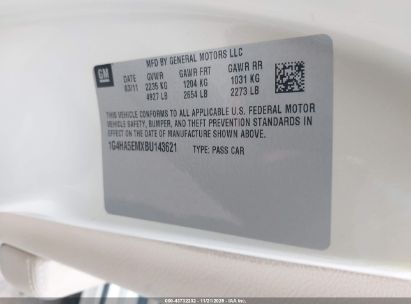 MFD BY GENERAL MOTORS LLC
GM DATE GVWR GAWR FRT GAWR RR
03/11 2235 KG 1204 KG 1031 KG
4927 LB 2654 LB 2273 LB
THIS VEHICLE CONFORMS TO ALL APPLICABLE U.S. FEDERAL MOTOR
VEHICLE SAFETY, BUMPER, AND THEFT PREVENTION STANDARDS IN
EFFECT ON THE DATE OF MANUFACTURE SHOWN ABOVE.
1G4HA5EMXBU143621
TYPE: PASS CAR